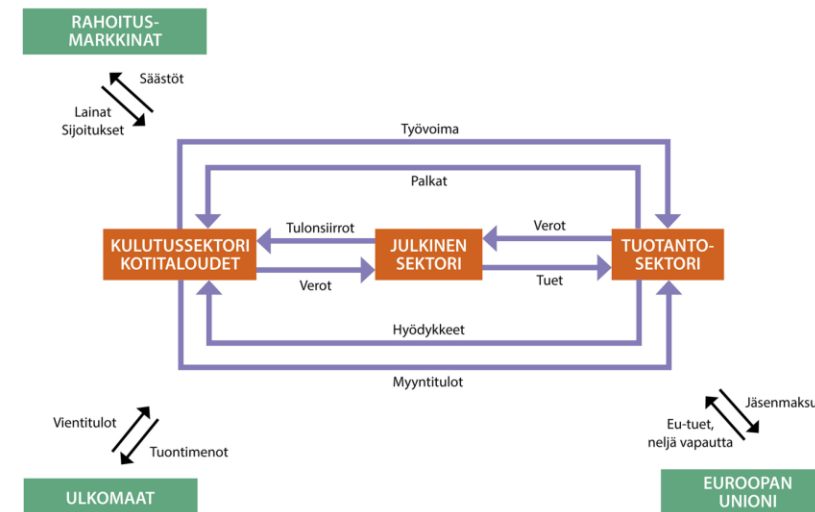 RAHOITUS-
MARKKINAT
Säästöt
Lainat
Sijoitukset
Työvoima
Palkat
KULUTUSSEKTORI
KOTITALOUDET
Tulonsiirrot
Verot
JULKINEN
SEKTORI
Verot
Tuet
TUOTANTO-
SEKTORI
Hyödykkeet
Myyntitulot
Vientitulot
Tuontimenot
ULKOMAAT
Jäsenmaksu
Eu-tuet,
neljä vapautta
EUROOPAN
UNIONI